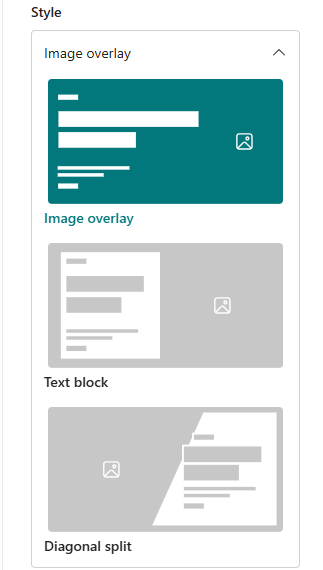 Style
Image overlay
Image overlay
Text block
Diagonal split